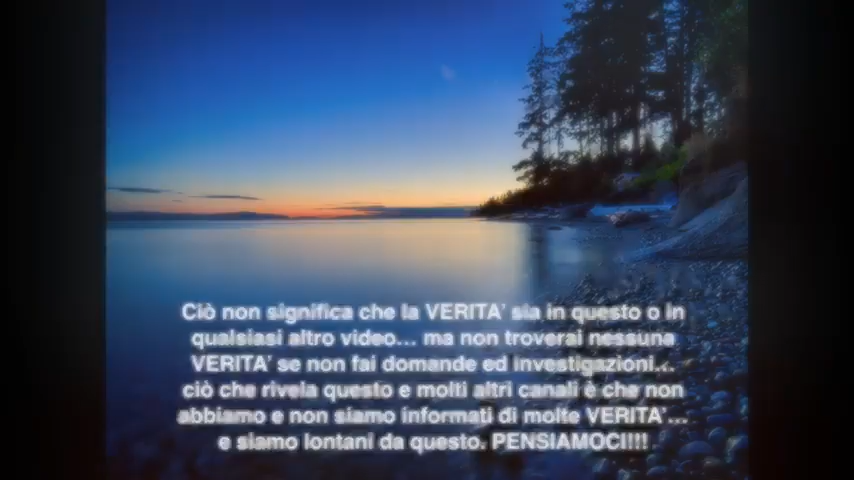 Ciò non significa che la VERITA' sia in questo o in
qualsiasi altro video... ma non troverai nessuna
VERITA' se non fai domande ed investigazioni...
ciò che rivela questo e molti altri canali è che non
abbiamo e non siamo informati di molte VERITA'...
e siamo lontani da questo. PENSIAMOCI!!!!